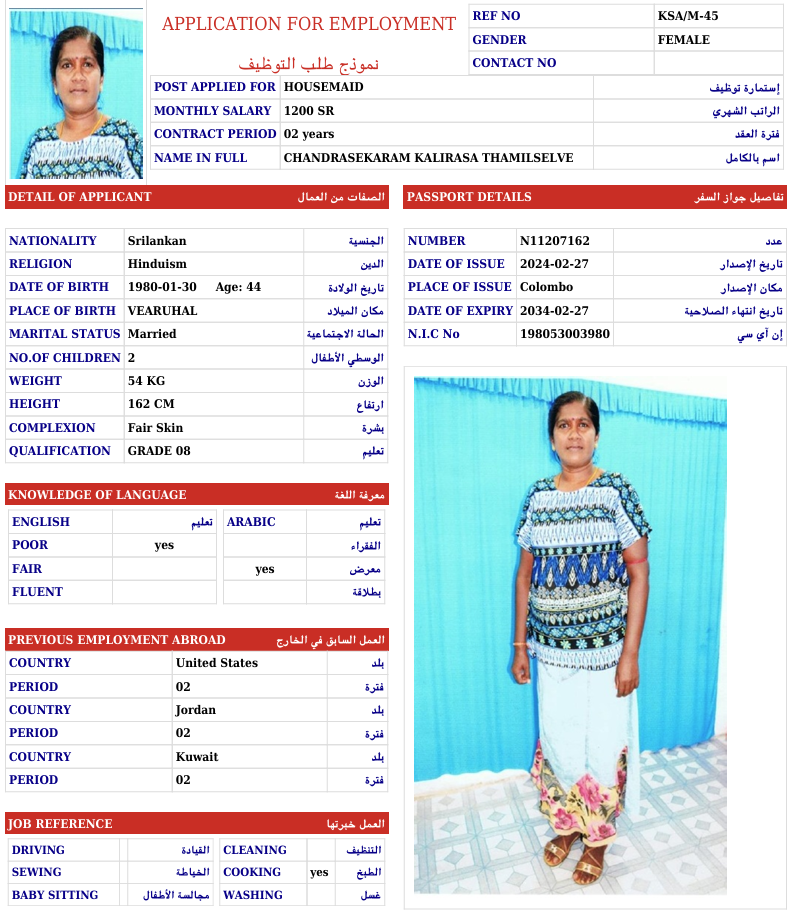 APPLICATION FOR EMPLOYMENT
نموذج طلب التوظيف
REF NO KSA/M-45
GENDER FEMALE
CONTACT NO
POST APPLIED FOR HOUSEMAID إستمارة توظيف
MONTHLY SALARY 1200 SR الراتب الشهري
CONTRACT PERIOD 02 years فترة العقد
NAME IN FULL CHANDRASEKARAM KALIRASA THAMILSELVE اسم بالكامل
DETAIL OF APPLICANT الصفات من العمال
NATIONALITY Srilankan الجنسية
RELIGION Hinduism الدين
DATE OF BIRTH 1980-01-30 Age: 44 تاريخ الولادة
PLACE OF BIRTH VEARUHAL مكان الميلاد
MARITAL STATUS Married الحالة الاجتماعية
NO.OF CHILDREN 2 الوسطي الأطفال
WEIGHT 54 KG الوزن
HEIGHT 162 CM ارتفاع
COMPLEXION Fair Skin بشرة
QUALIFICATION GRADE 08 تعليم
PASSPORT DETAILS تفاصيل جواز السفر
NUMBER N11207162 عدد
DATE OF ISSUE 2024-02-27 تاريخ الإصدار
PLACE OF ISSUE Colombo مكان الإصدار
DATE OF EXPIRY 2034-02-27 تاريخ انتهاء الصلاحية
N.I.C No 198053003980 إن آي سي
KNOWLEDGE OF LANGUAGE معرفة اللغة
ENGLISH تعليم ARABIC تعليم
POOR yes الفقراء
FAIR yes معرض
FLUENT بطلاقة
PREVIOUS EMPLOYMENT ABROAD العمل السابق في الخارج
COUNTRY United States بلد
PERIOD 02 فترة
COUNTRY Jordan بلد
PERIOD 02 فترة
COUNTRY Kuwait بلد
PERIOD 02 فترة
JOB REFERENCE العمل خبرتها
DRIVING القيادة CLEANING التنظيف
SEWING الخياطة COOKING yes الطبخ
BABY SITTING مجالسة الأطفال WASHING غسل